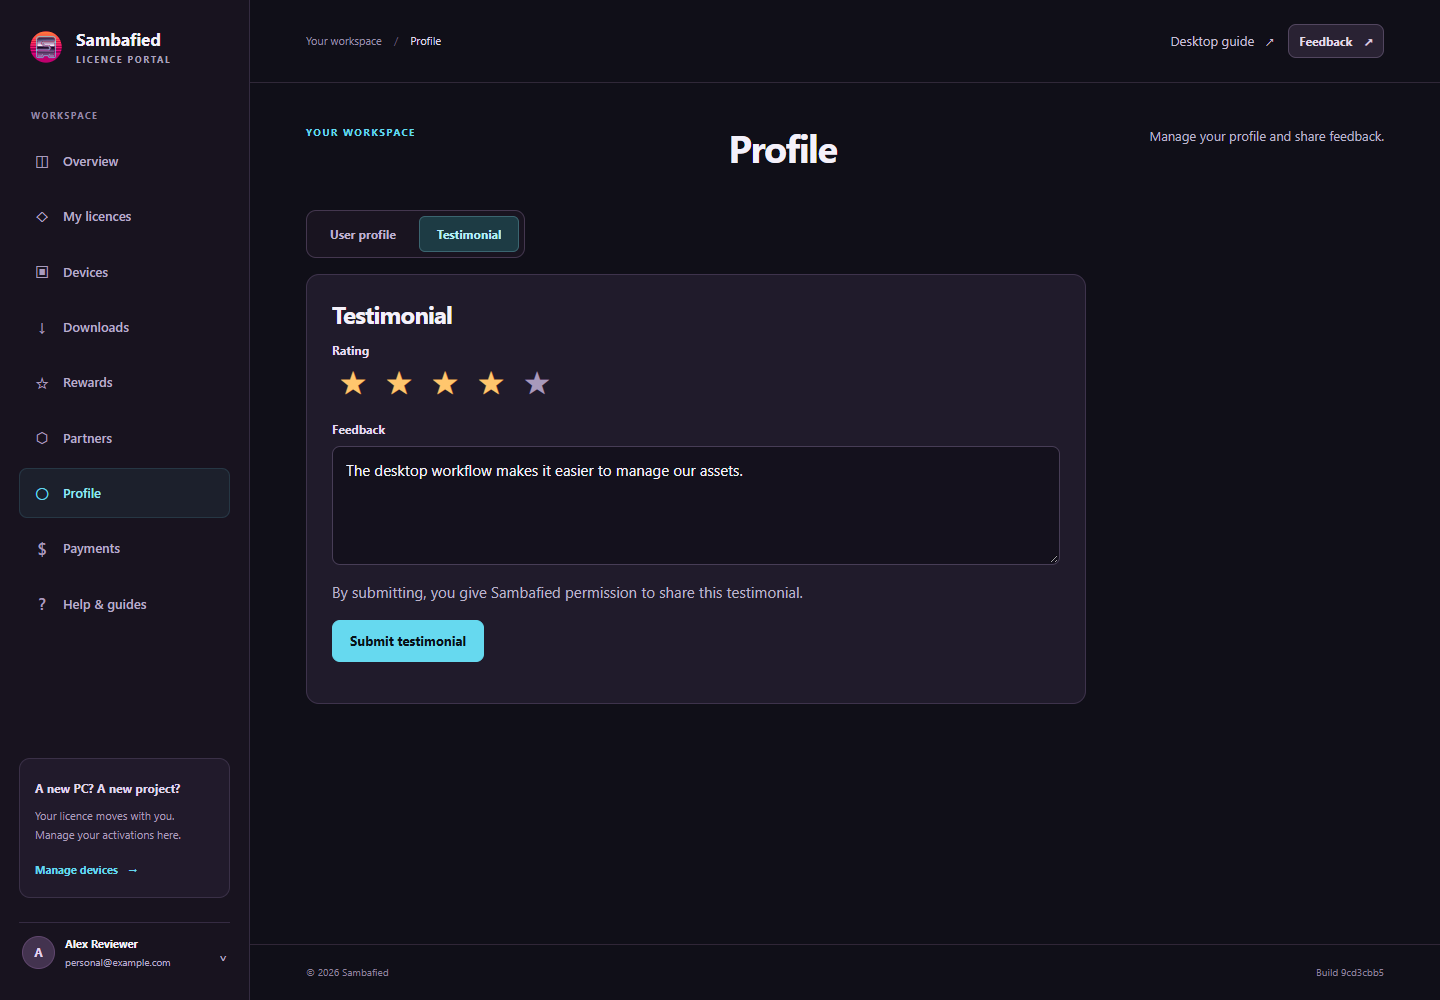 Sambafied
LICENCE PORTAL
WORKSPACE
Overview
My licences
Devices
Downloads
Rewards
Partners
Profile
$ Payments
? Help & guides
A new PC? A new project?
Your licence moves with you.
Manage your activations here.
Manage devices →
A
Alex Reviewer
personal@example.com
Your workspace / Profile
Desktop guide ↗
Feedback ↗
YOUR WORKSPACE
Profile
Manage your profile and share feedback.
User profile
Testimonial
Testimonial
Rating
★ ★ ★ ★ ★
Feedback
The desktop workflow makes it easier to manage our assets.
By submitting, you give Sambafied permission to share this testimonial.
Submit testimonial
© 2026 Sambafied
Build 9cd3cbb5